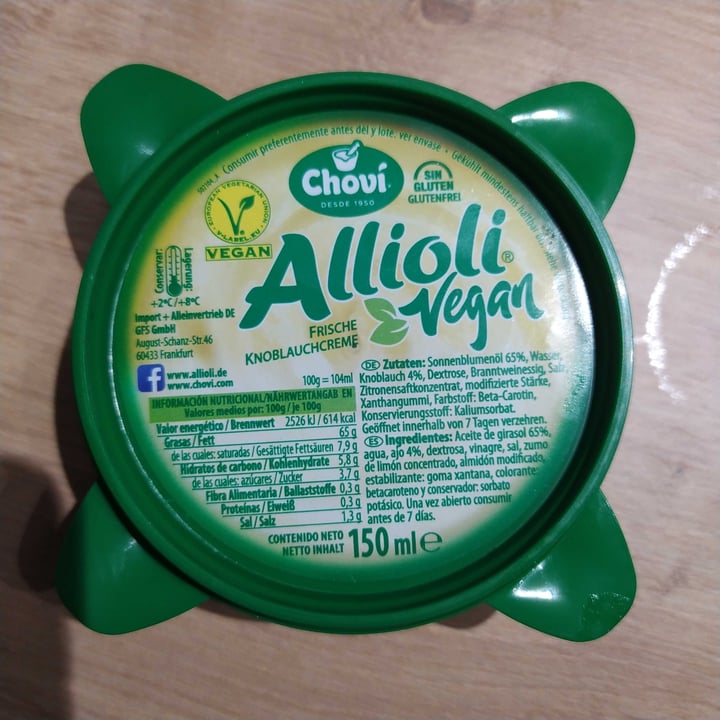 502704_A Consumir preferentemente antes del y lote, ver envase • Gekühlt mindestens haltbar
Choví
DESDE 1950
SIN GLUTEN
GLUTENFREI
EUROPEAN VEGETARIAN UNION
V-LABEL.EU
VEGAN
Allioli®
Vegan
FRISCHE
KNOBLAUCHCREME
Conservar:
Lagerung:
+2°C/+8°C
Import + Alleinvertrieb DE
GFS GmbH
August-Schanz-Str.46
60433 Frankfurt
www.allioli.de
www.chovi.com
100g = 104ml
INFORMACIÓN NUTRICIONAL/NÄHRWERTANGAB EN
Valores medios por: 100g / je 100g
Valor energético / Brennwert 2526 kJ / 614 kcal
Grasas / Fett 65 g
de las cuales: saturadas / Gesättigte Fettsäuren 7,9 g
Hidratos de carbono / Kohlenhydrate 5,8 g
de las cuales: azúcares / Zucker 3,7 g
Fibra Alimentaria / Ballaststoffe 0,3 g
Proteínas / Eiweiß 0,3 g
Sal / Salz 1,3 g
DE Zutaten: Sonnenblumenöl 65%, Wasser,
Knoblauch 4%, Dextrose, Branntweinessig, Salz,
Zitronensaftkonzentrat, modifizierte Stärke,
Xanthangummi, Farbstoff: Beta-Carotin,
Konservierungsstoff: Kaliumsorbat.
Geöffnet innerhalb von 7 Tagen verzehren.
ES Ingredientes: Aceite de girasol 65%,
agua, ajo 4%, dextrosa, vinagre, sal, zumo
de limón concentrado, almidón modificado,
estabilizante: goma xantana, colorante:
betacaroteno y conservador: sorbato
potásico. Una vez abierto consumir
antes de 7 días.
CONTENIDO NETO
NETTO INHALT 150 ml e